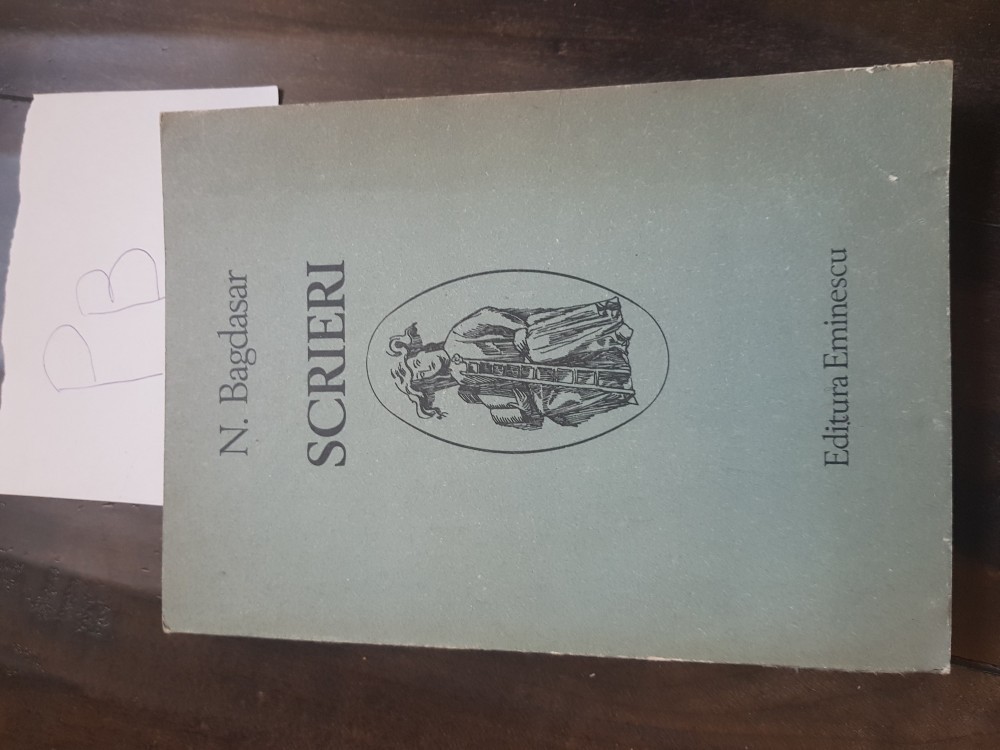 PB
N. Bagdasar
SCRIERI
Editura Eminescu